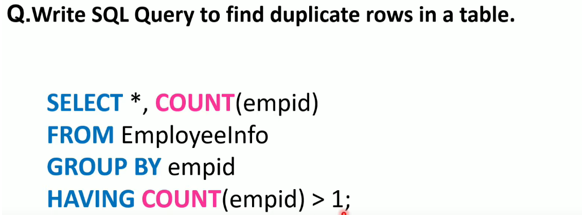 Q.Write SQL Query to find duplicate rows in a table.
SELECT *, COUNT(empid)
FROM EmployeeInfo
GROUP BY empid
HAVING COUNT(empid) > 1;